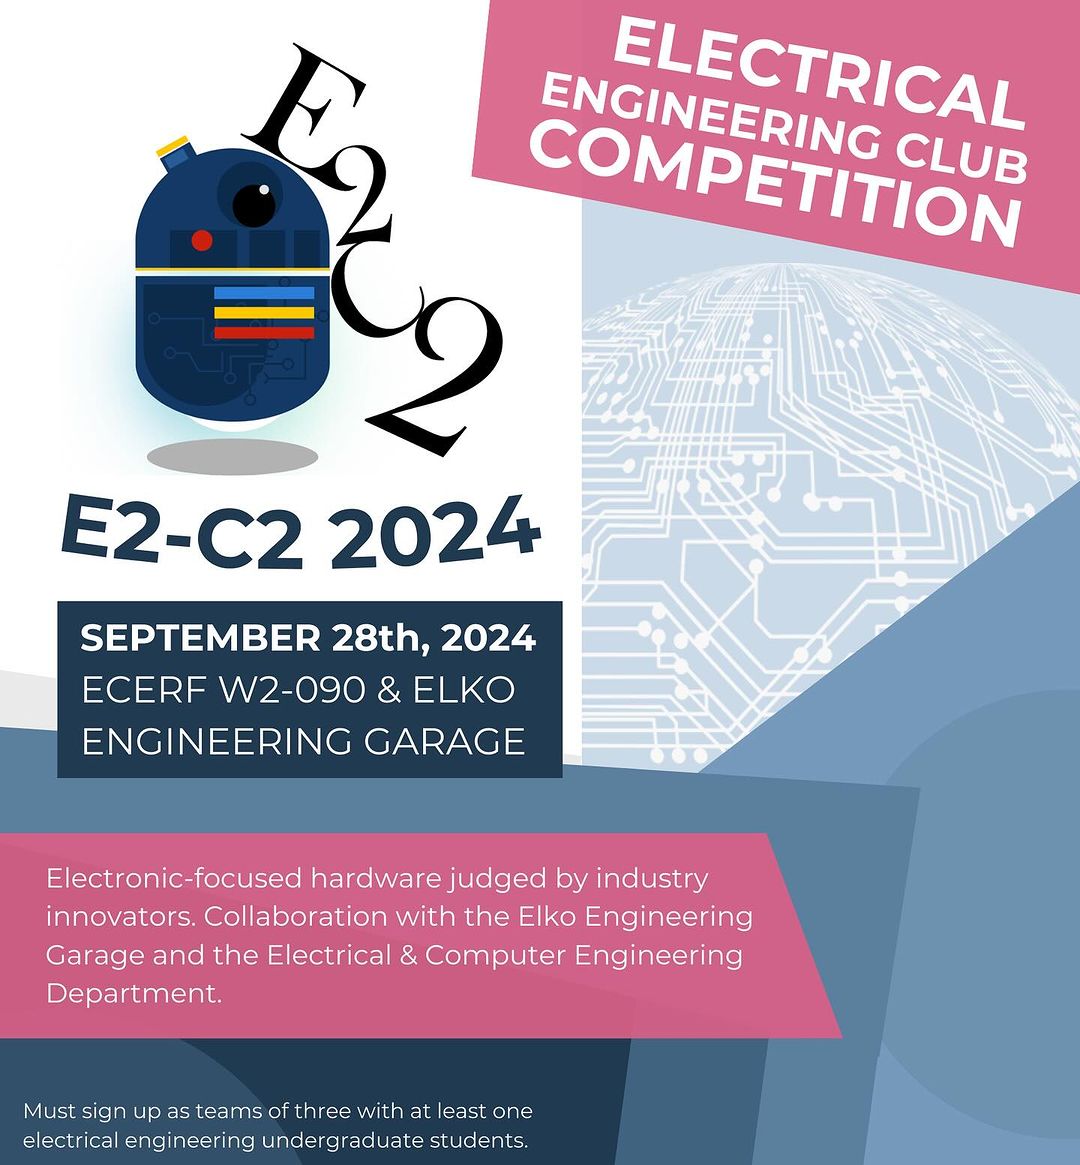 E2C2
ELECTRICAL
ENGINEERING CLUB
COMPETITION
E2-C2 2024
SEPTEMBER 28th, 2024
ECERF W2-090 & ELKO
ENGINEERING GARAGE
Electronic-focused hardware judged by industry
innovators. Collaboration with the Elko Engineering
Garage and the Electrical & Computer Engineering
Department.
Must sign up as teams of three with at least one
electrical engineering undergraduate students.